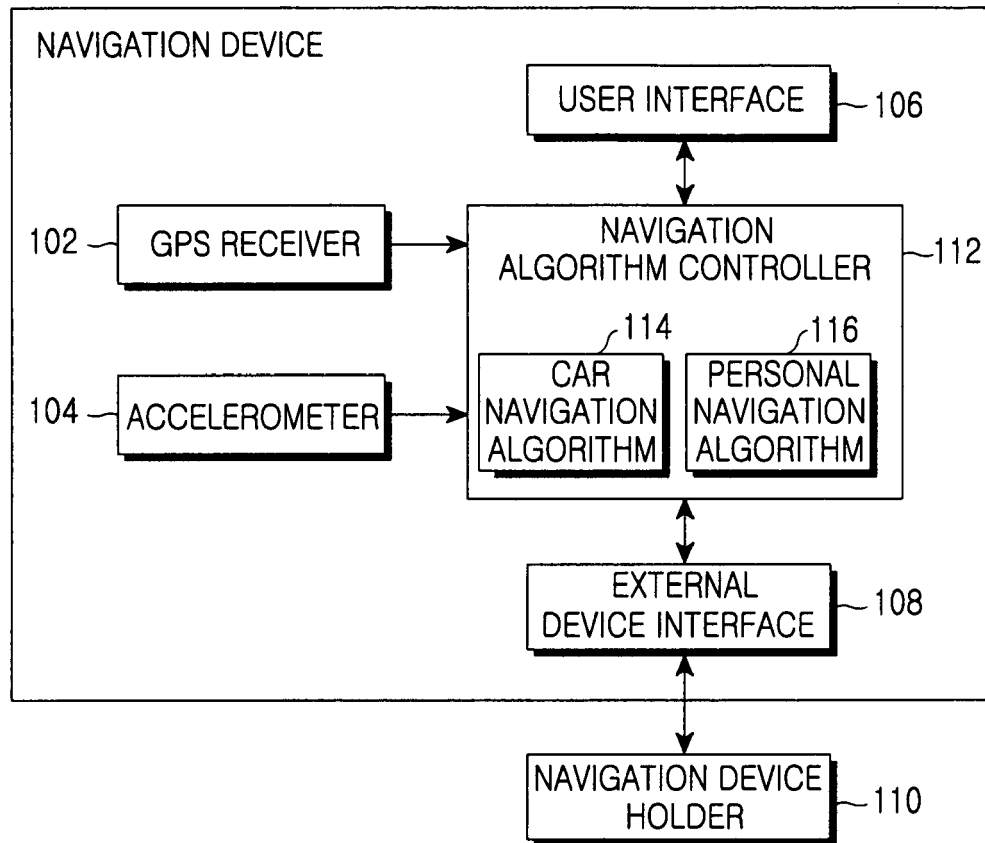 NAVIGATION DEVICE
USER INTERFACE
106
102
GPS RECEIVER
NAVIGATION
ALGORITHM CONTROLLER
112
104
ACCELEROMETER
114
CAR
NAVIGATION
ALGORITHM
116
PERSONAL
NAVIGATION
ALGORITHM
EXTERNAL
DEVICE INTERFACE
108
NAVIGATION DEVICE
HOLDER
110